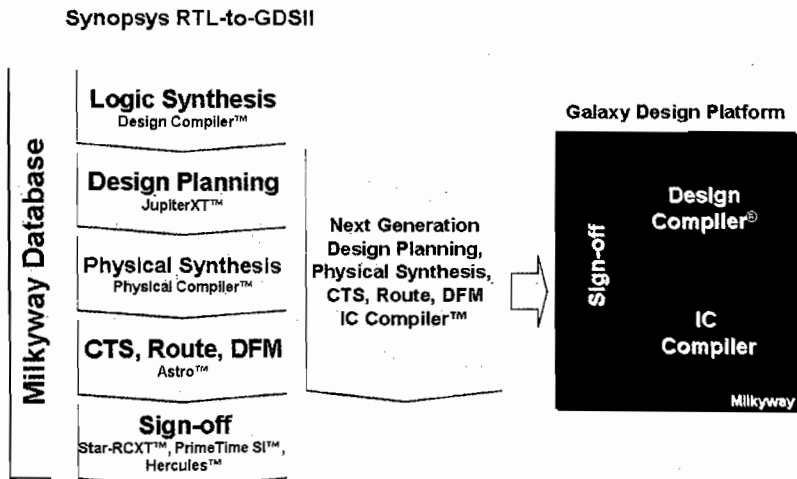 Synopsys RTL-to-GDSII
Milkyway Database
Logic Synthesis
Design Compiler™
Design Planning
JupiterXT™
Physical Synthesis
Physical Compiler™
CTS, Route, DFM
Astro™
Sign-off
Star-RCXT™, PrimeTime SI™,
Hercules™
Next Generation
Design Planning,
Physical Synthesis,
CTS, Route, DFM
IC Compiler™
Galaxy Design Platform
Sign-off
Design
Compiler®
IC
Compiler
Milkyway